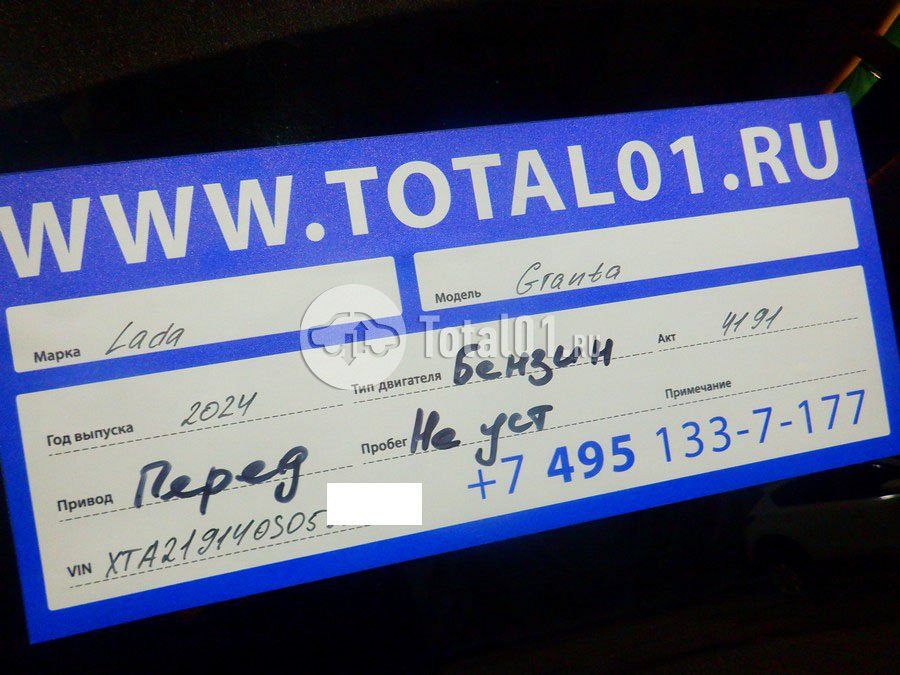 WWW.TOTAL01.RU
Марка Lada Модель Granta
Total01.ru
Год выпуска 2024 Тип двигателя Бензин Акт 4191
Привод Перед Пробег Не уст Примечание
+7 495 133-7-177
VIN XTA219140S05